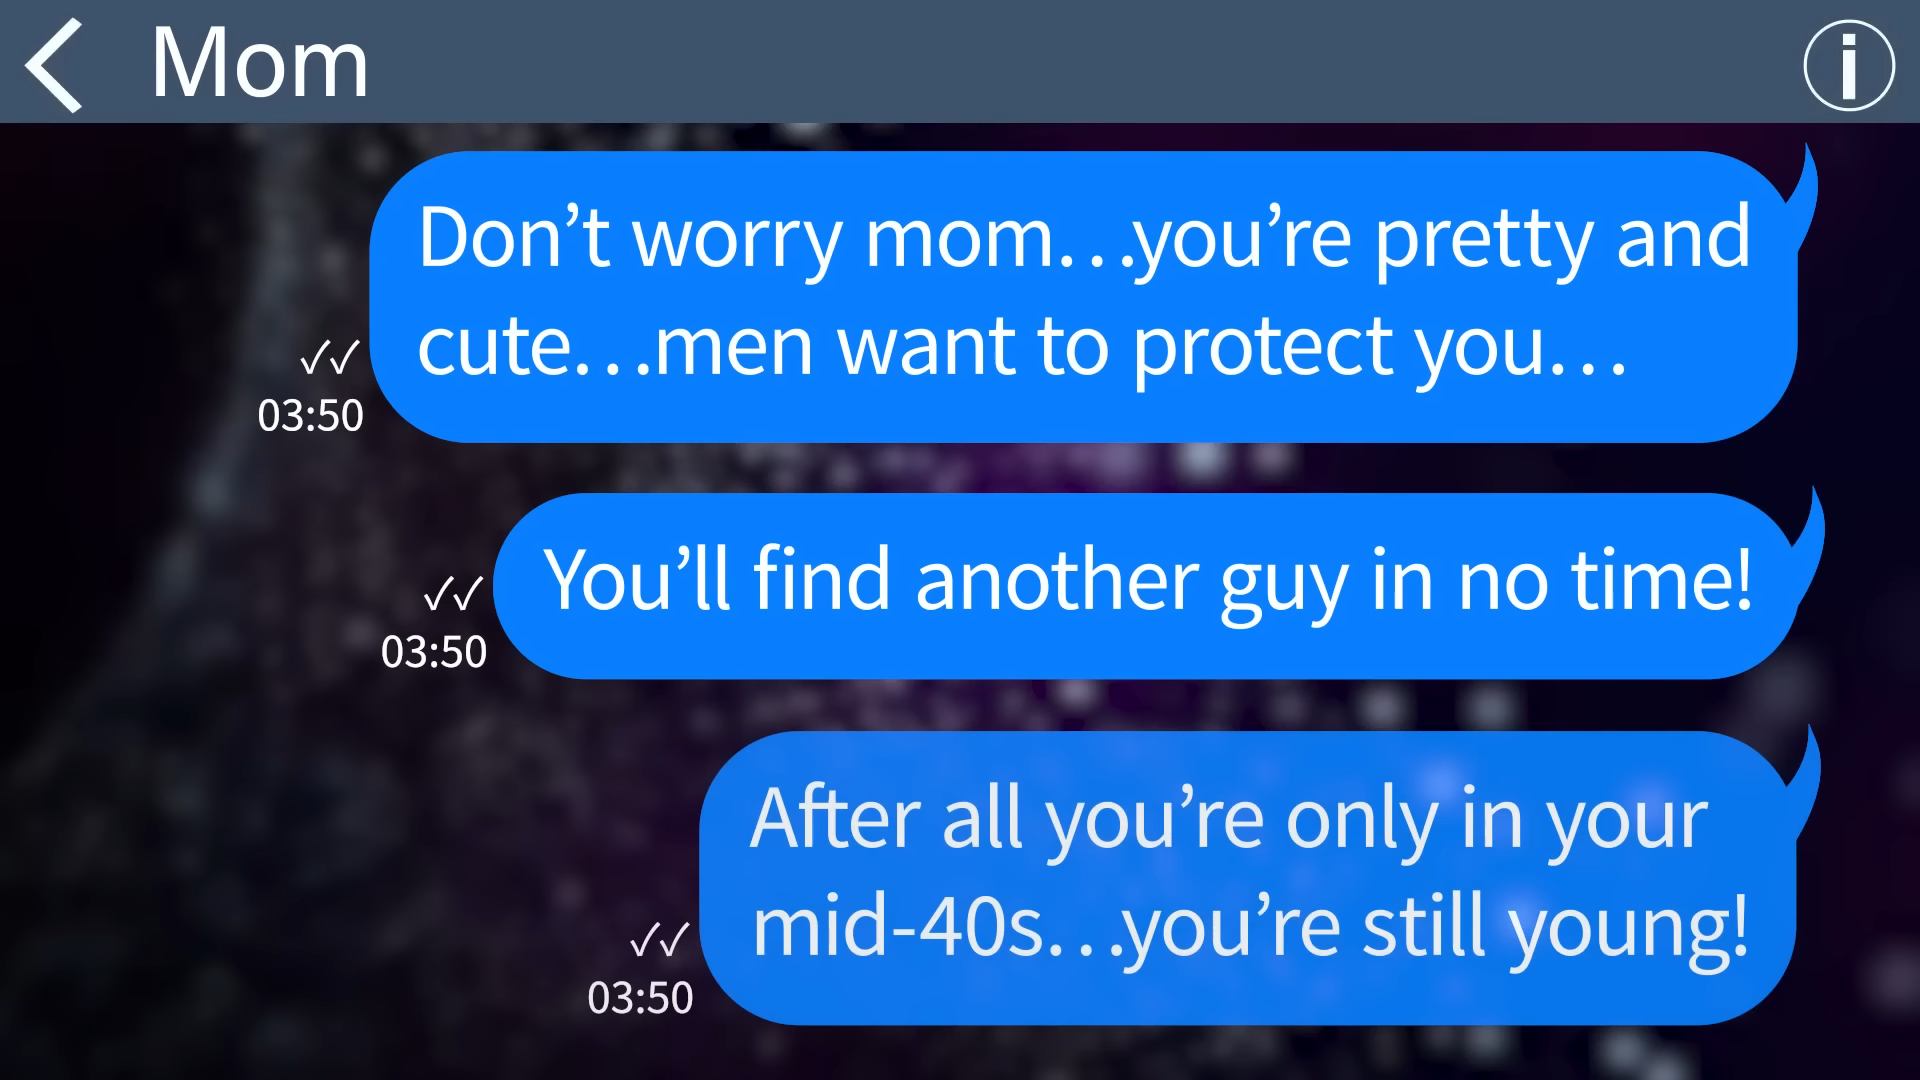 Mom
Don’t worry mom…you’re pretty and
cute…men want to protect you…
✓✓
03:50
You’ll find another guy in no time!
✓✓
03:50
After all you’re only in your
mid-40s…you’re still young!
✓✓
03:50